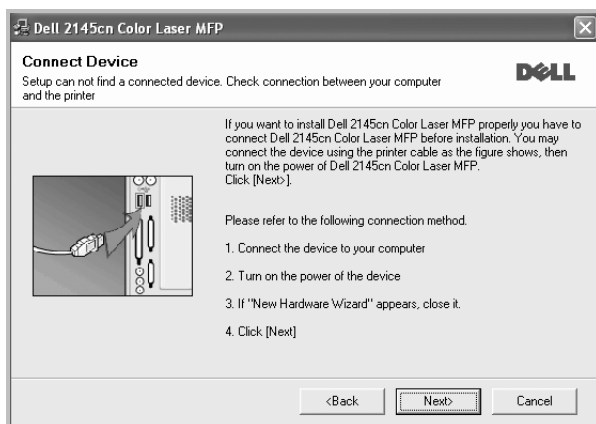 Dell 2145cn Color Laser MFP
Connect Device
Setup can not find a connected device. Check connection between your computer
and the printer
DELL
If you want to install Dell 2145cn Color Laser MFP properly you have to
connect Dell 2145cn Color Laser MFP before installation. You may
connect the device using the printer cable as the figure shows, then
turn on the power of Dell 2145cn Color Laser MFP.
Click [Next>].
Please refer to the following connection method.
1. Connect the device to your computer
2. Turn on the power of the device
3. If "New Hardware Wizard" appears, close it.
4. Click [Next]
<Back
Next>
Cancel